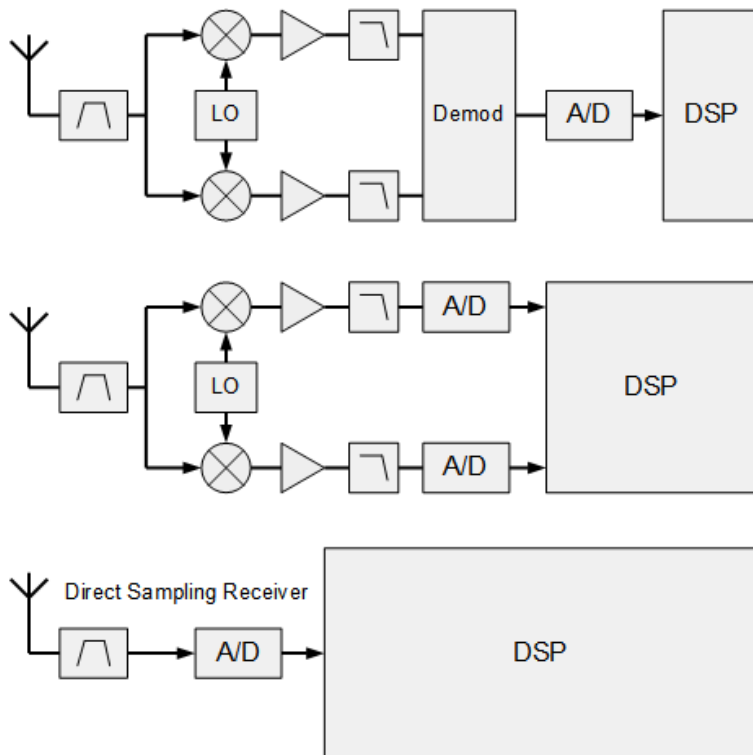 LO
Demod
A/D
DSP
A/D
LO
DSP
A/D
Direct Sampling Receiver
A/D
DSP